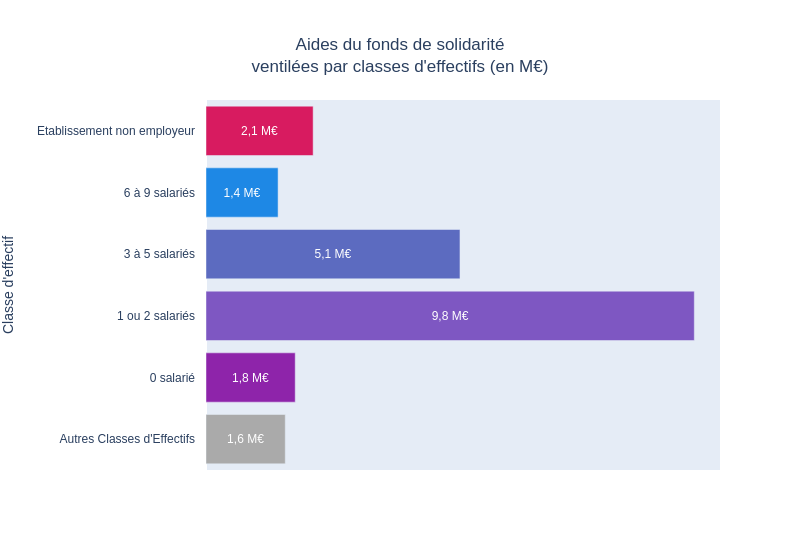 Aides du fonds de solidarité
ventilées par classes d'effectifs (en M€)
Classe d'effectif
Etablissement non employeur
2,1 M€
6 à 9 salariés
1,4 M€
3 à 5 salariés
5,1 M€
1 ou 2 salariés
9,8 M€
0 salarié
1,8 M€
Autres Classes d'Effectifs
1,6 M€